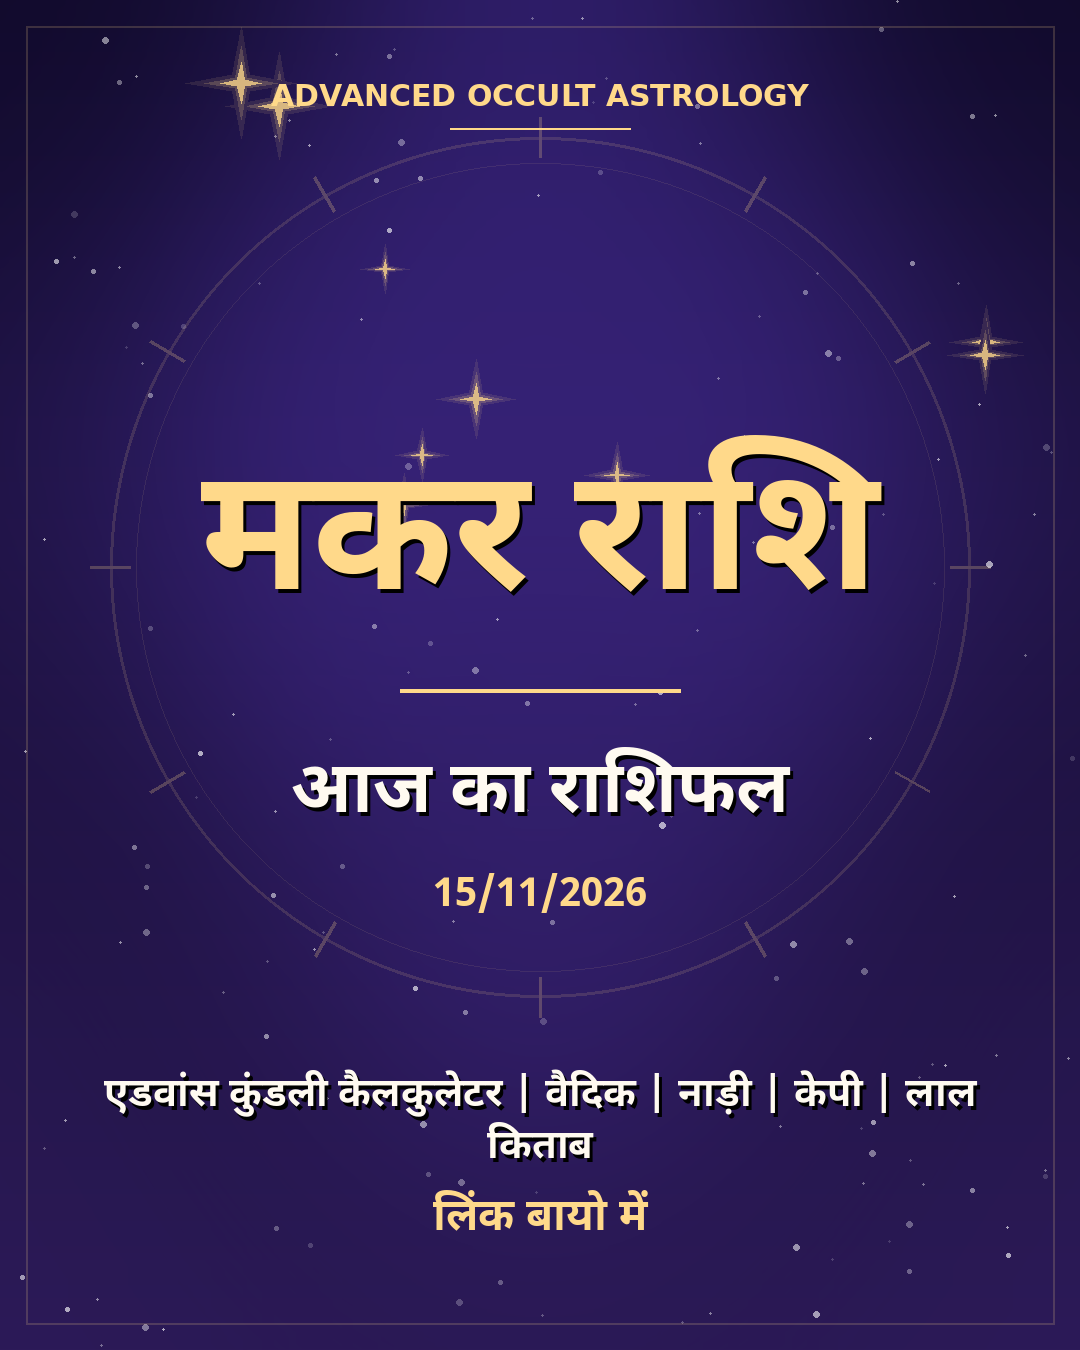 ADVANCED OCCULT ASTROLOGY
मकर राशि
आज का राशिफल
15/11/2026
एडवांस कुंडली कैलकुलेटर | वैदिक | नाड़ी | केपी | लाल
किताब
लिंक बायो में